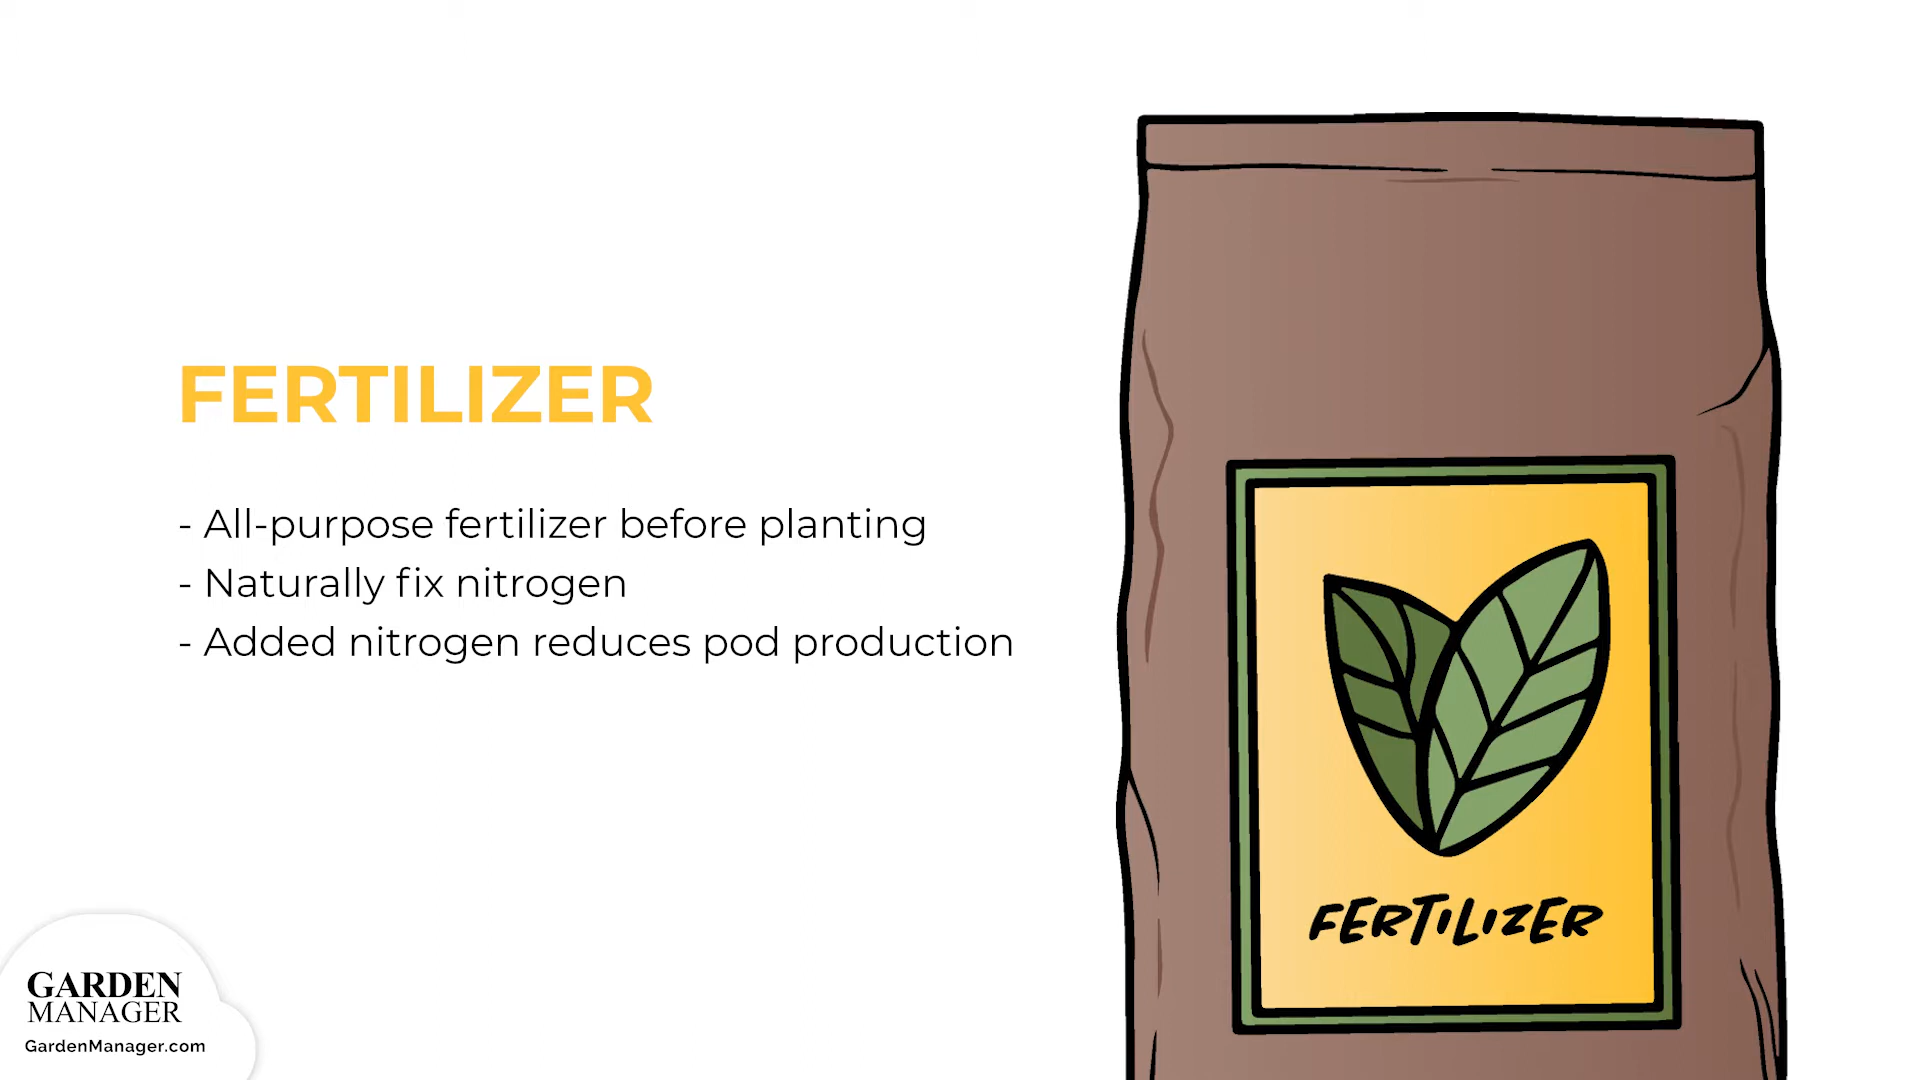 FERTILIZER
- All-purpose fertilizer before planting
- Naturally fix nitrogen
- Added nitrogen reduces pod production
FERTILIZER
GARDEN
MANAGER
GardenManager.com